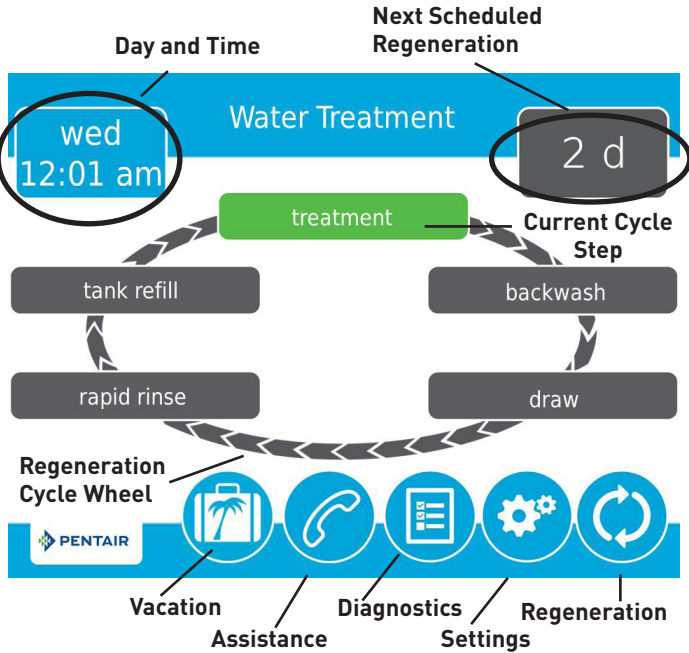 Next Scheduled
Regeneration
Day and Time
wed
12:01 am
Water Treatment
2 d
treatment
Current Cycle
Step
tank refill
backwash
rapid rinse
draw
Regeneration
Cycle Wheel
PENTAIR
Vacation
Assistance
Diagnostics
Settings
Regeneration